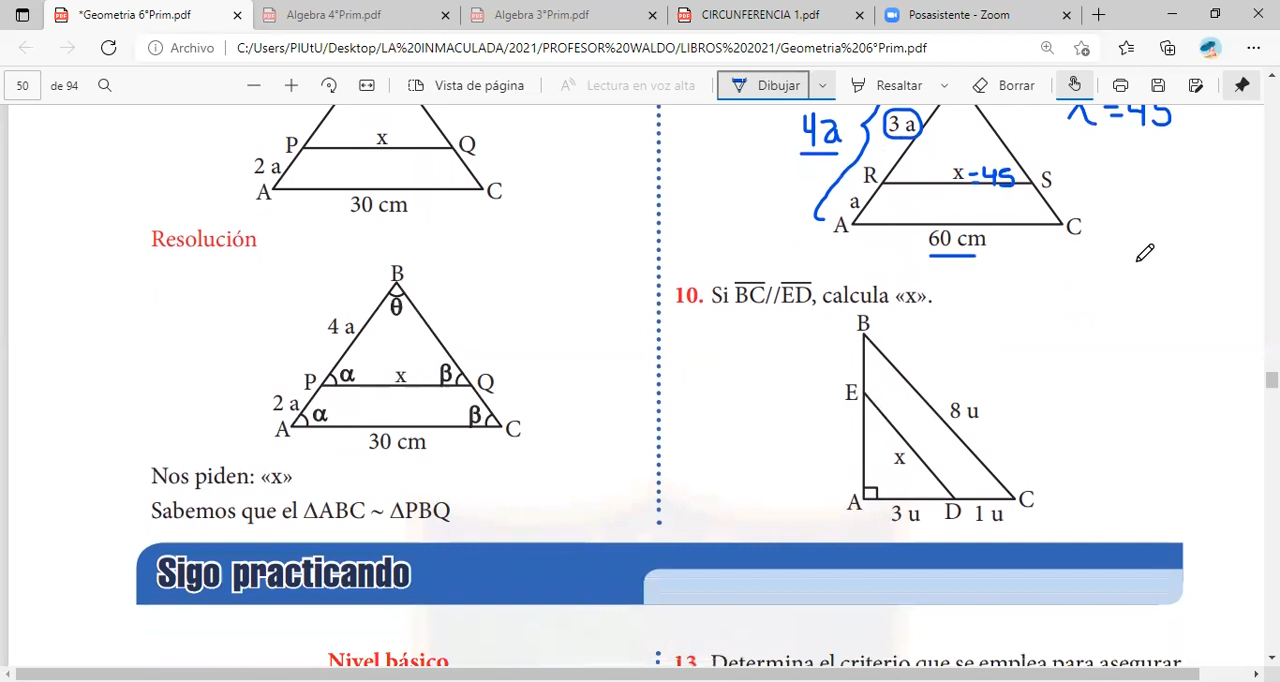 *Geometria 6°Prim.pdf
Algebra 4°Prim.pdf
Algebra 3°Prim.pdf
CIRCUNFERENCIA 1.pdf
Posasistente - Zoom
Archivo
C:/Users/PIUtU/Desktop/LA%20INMACULADA/2021/PROFESOR%20WALDO/LIBROS%202021/Geometria%206°Prim.pdf
50 de 94
Vista de página
Lectura en voz alta
Dibujar
Resaltar
Borrar
P x Q
2 a
A C
30 cm
Resolución
B
θ
4 a
P α x β Q
2 a α β
A C
30 cm
Nos piden: «x»
Sabemos que el ΔABC ~ ΔPBQ
=45
4a 3 a
R x =45 S
a
A C
60 cm
10. Si BC//ED, calcula «x».
B
E
8 u
x
A D C
3 u 1 u
Sigo practicando
Nivel básico
13. Determina el criterio que se emplea para asegurar